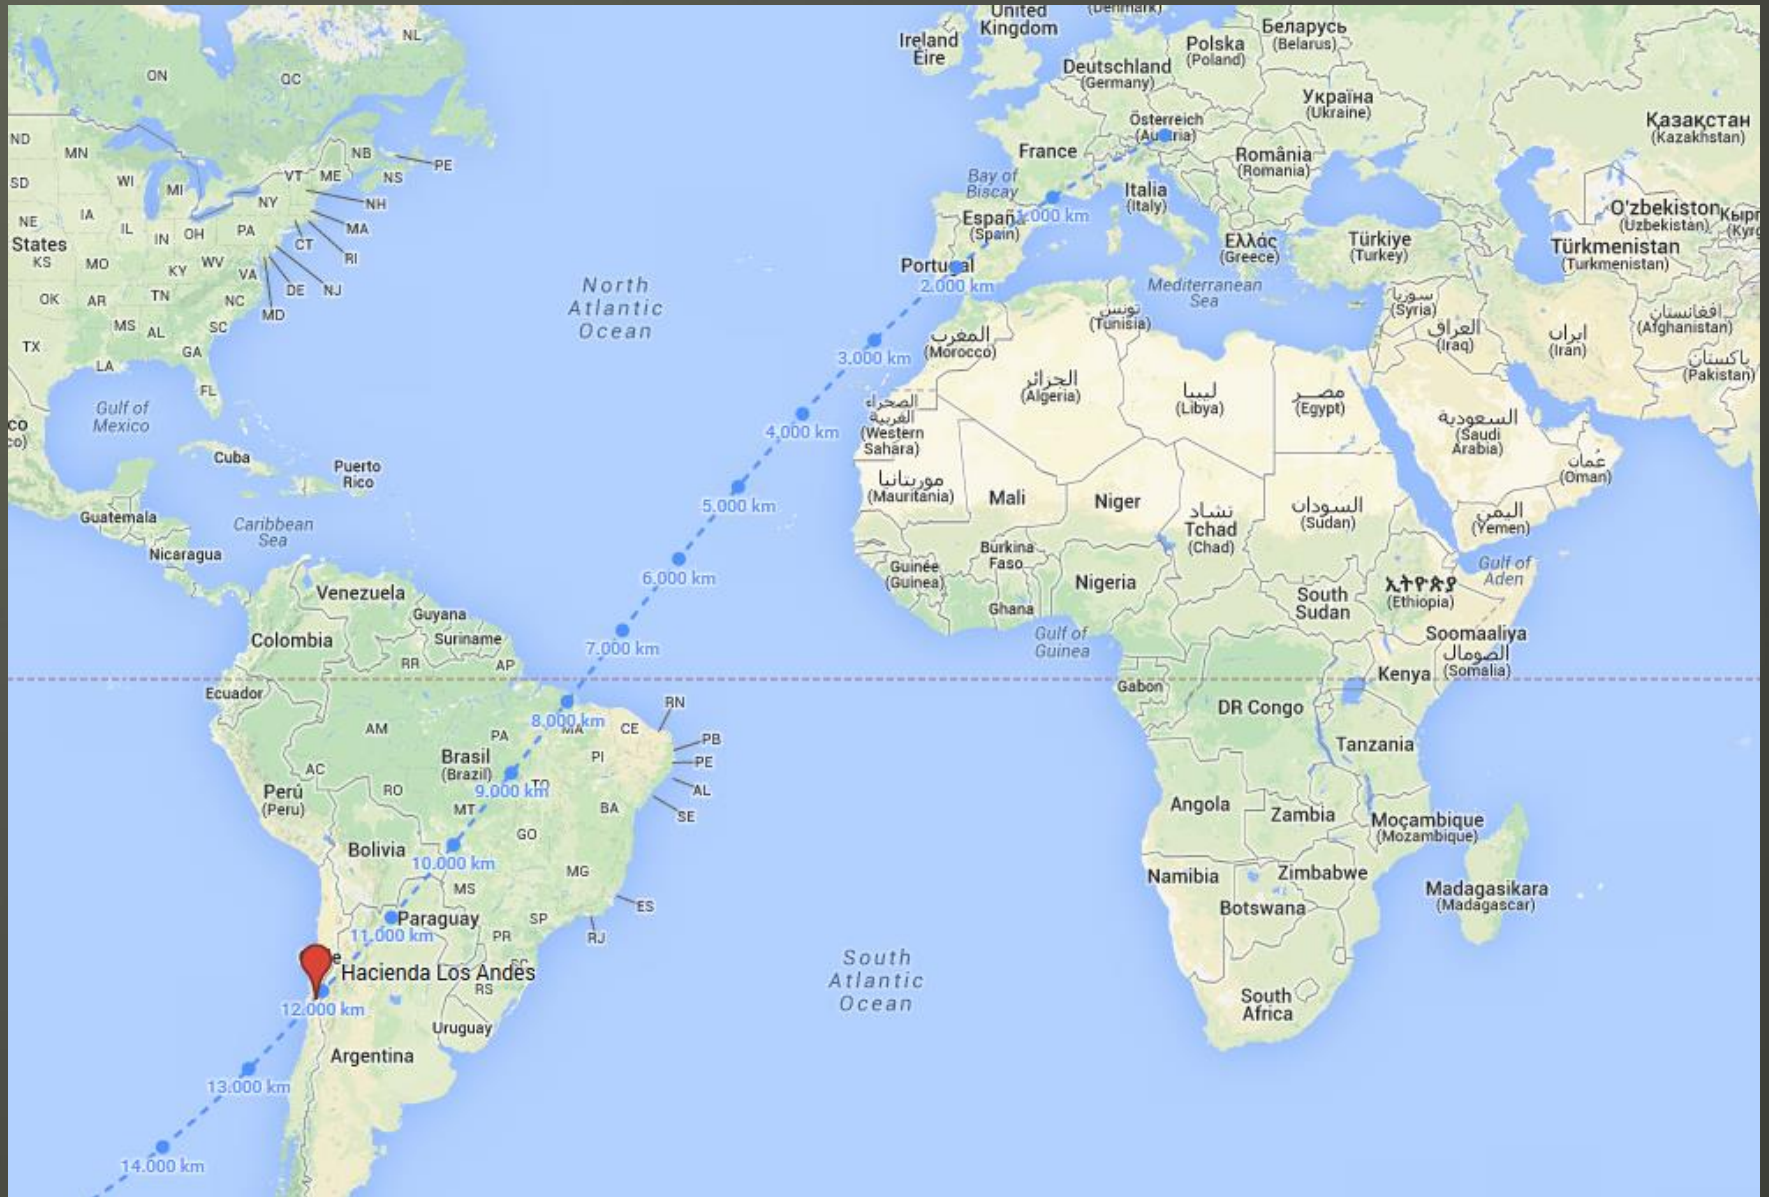 United
Kingdom
(Denmark)
Ireland
Éire
Беларусь
(Belarus)
Polska
(Poland)
Deutschland
(Germany)
Україна
(Ukraine)
Қазақстан
(Kazakhstan)
Österreich
(Austria)
France
România
(Romania)
Bay of
Biscay
Italia
(Italy)
1.000 km
España
(Spain)
O'zbekiston
(Uzbekistan)
Türkmenistan
(Turkmenistan)
Ελλάς
(Greece)
Türkiye
(Turkey)
Portugal
2.000 km
Mediterranean
Sea
NL
ON
QC
ND
MN
NB
PE
SD
WI
MI
VT
ME
NS
NH
NY
NE
IA
IL
IN
OH
PA
MA
CT
RI
States
KS
MO
KY
WV
VA
DE
NJ
MD
OK
AR
TN
NC
MS
AL
SC
TX
LA
GA
FL
North
Atlantic
Ocean
سوريا
(Syria)
العراق
(Iraq)
ایران
(Iran)
افغانستان
(Afghanistan)
پاکستان
(Pakistan)
تونس
(Tunisia)
المغرب
(Morocco)
3.000 km
الجزائر
(Algeria)
ليبيا
(Libya)
مصر
(Egypt)
السعودية
(Saudi
Arabia)
عُمان
(Oman)
اليمن
(Yemen)
الصحراء
الغربية
(Western
Sahara)
4.000 km
موريتانيا
(Mauritania)
Mali
Niger
تشاد
Tchad
(Chad)
السودان
(Sudan)
5.000 km
Gulf of
Mexico
Cuba
Puerto
Rico
Guatemala
Caribbean
Sea
Nicaragua
6.000 km
Guinée
(Guinea)
Burkina
Faso
Ghana
Nigeria
South
Sudan
ኢትዮጵያ
(Ethiopia)
Gulf of
Aden
Soomaaliya
الصومال
(Somalia)
Gulf of
Guinea
Venezuela
Guyana
Suriname
Colombia
RR
AP
7.000 km
Ecuador
Gabon
Kenya
DR Congo
Tanzania
8.000 km
MA
CE
RN
PB
PE
AL
SE
AM
PA
PI
Brasil
(Brazil)
TO
9.000 km
AC
RO
MT
BA
Perú
(Peru)
GO
Angola
Zambia
Moçambique
(Mozambique)
Bolivia
10.000 km
MG
MS
ES
Namibia
Zimbabwe
Botswana
Madagasikara
(Madagascar)
Paraguay
11.000 km
SP
PR
RJ
Hacienda Los Andes
SC
RS
12.000 km
South
Atlantic
Ocean
South
Africa
Uruguay
Argentina
13.000 km
14.000 km